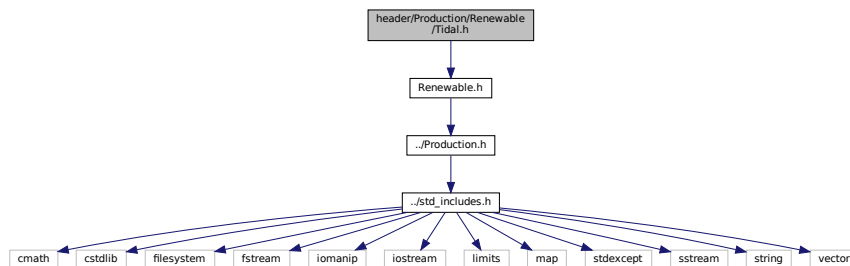 header/Production/Renewable
/Tidal.h
Renewable.h
../Production.h
../std_includes.h
cmath cstdlib filesystem fstream iomanip iostream limits map stdexcept sstream string vector